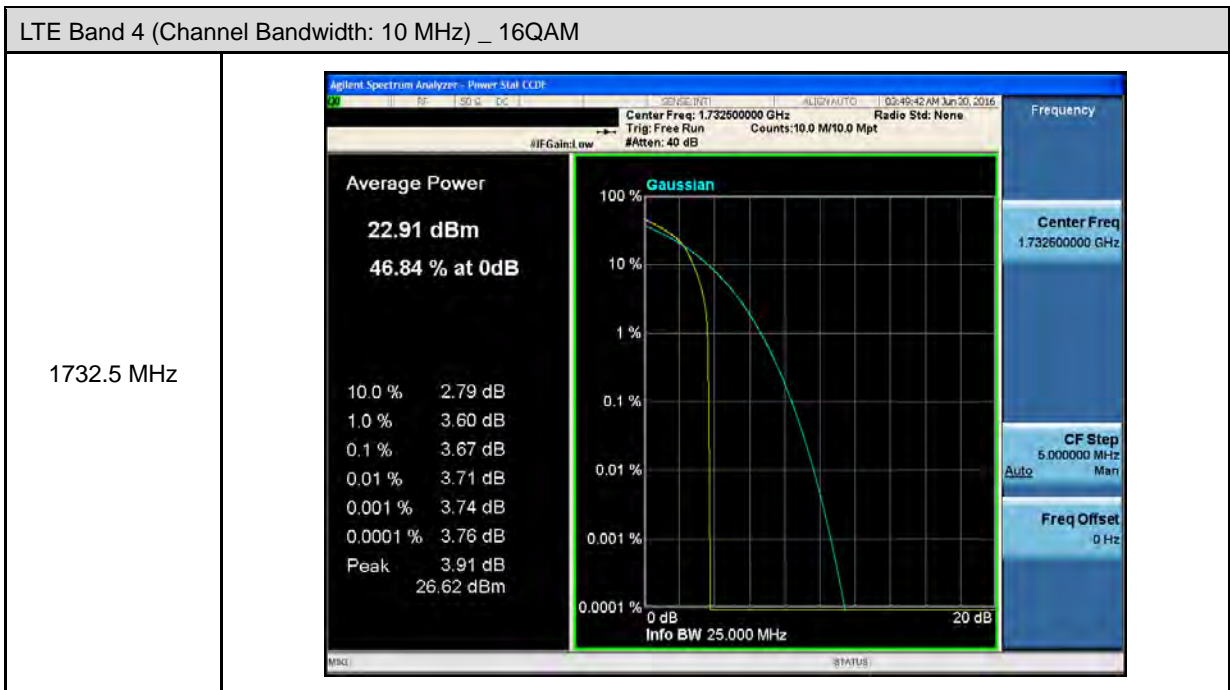 LTE Band 4 (Channel Bandwidth: 10 MHz) _ 16QAM
1732.5 MHz
Agilent Spectrum Analyzer - Power Stat CCDF
RF 50 Ω DC SENSE:INT ALIGN AUTO 03:49:42 AM Jun 30, 2016
Center Freq: 1.732500000 GHz Radio Std: None
Trig: Free Run Counts:10.0 M/10.0 Mpt
#IFGain:Low #Atten: 40 dB
Average Power
22.91 dBm
46.84 % at 0dB
10.0 % 2.79 dB
1.0 % 3.60 dB
0.1 % 3.67 dB
0.01 % 3.71 dB
0.001 % 3.74 dB
0.0001 % 3.76 dB
Peak 3.91 dB
26.62 dBm
Gaussian
100 %
10 %
1 %
0.1 %
0.01 %
0.001 %
0.0001 %
0 dB 20 dB
Info BW 25.000 MHz
Frequency
Center Freq
1.732500000 GHz
CF Step
5.000000 MHz
Auto Man
Freq Offset
0 Hz
MSG STATUS